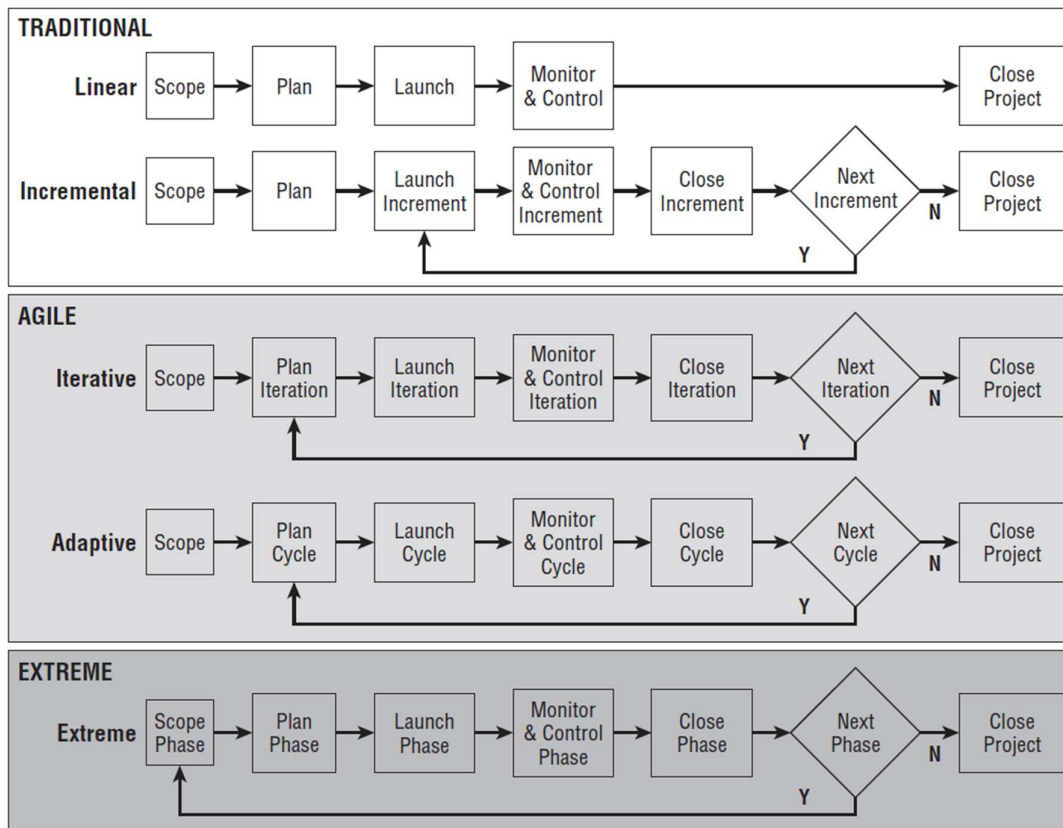 TRADITIONAL
Linear
Scope
Plan
Launch
Monitor
& Control
Close
Project
Incremental
Scope
Plan
Launch
Increment
Monitor
& Control
Increment
Close
Increment
Next
Increment
N
Close
Project
Y
AGILE
Iterative
Scope
Plan
Iteration
Launch
Iteration
Monitor
& Control
Iteration
Close
Iteration
Next
Iteration
N
Close
Project
Y
Adaptive
Scope
Plan
Cycle
Launch
Cycle
Monitor
& Control
Cycle
Close
Cycle
Next
Cycle
N
Close
Project
Y
EXTREME
Extreme
Scope
Phase
Plan
Phase
Launch
Phase
Monitor
& Control
Phase
Close
Phase
Next
Phase
N
Close
Project
Y